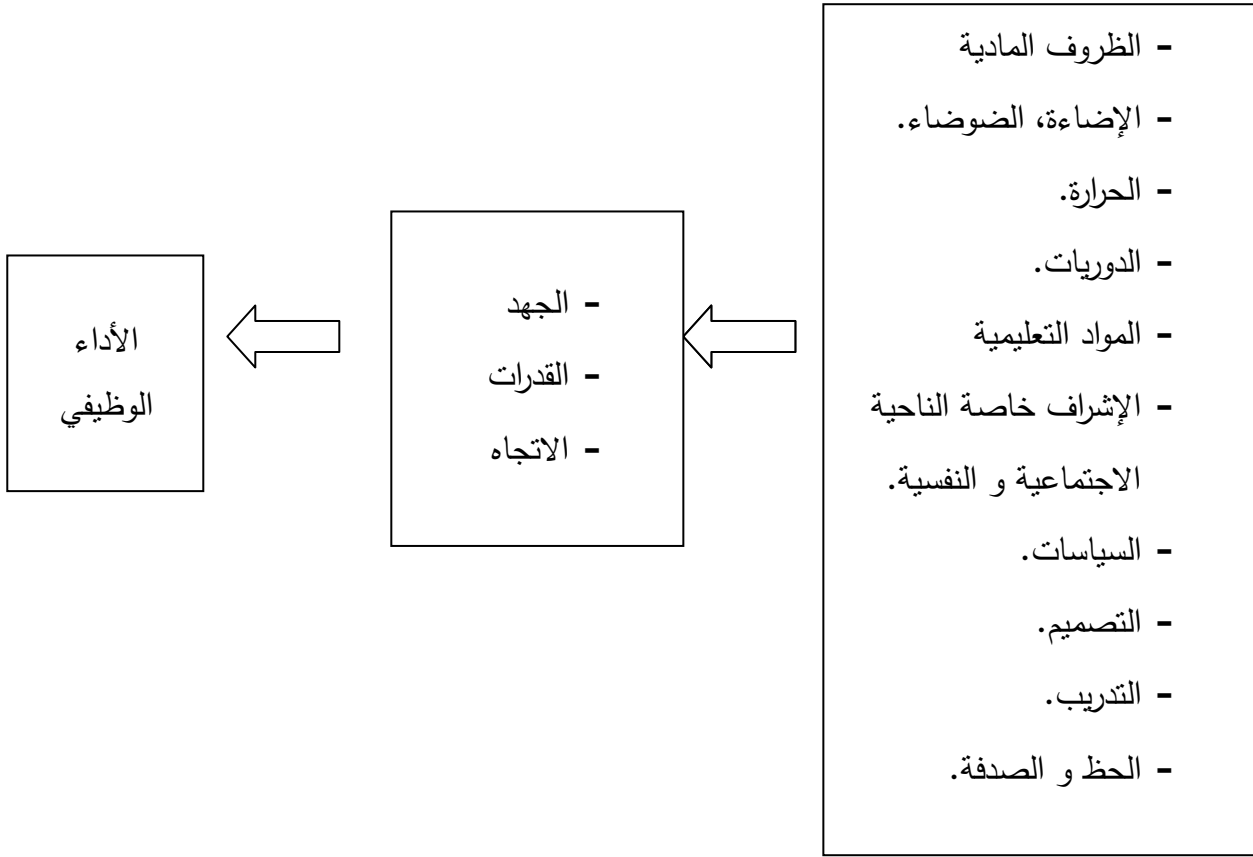 - الظروف المادية
- الإضاءة، الضوضاء.
- الحرارة.
- الدوريات.
- المواد التعليمية
- الإشراف خاصة الناحية
الاجتماعية و النفسية.
- السياسات.
- التصميم.
- التدريب.
- الحظ و الصدفة.
- الجهد
- القدرات
- الاتجاه
الأداء
الوظيفي